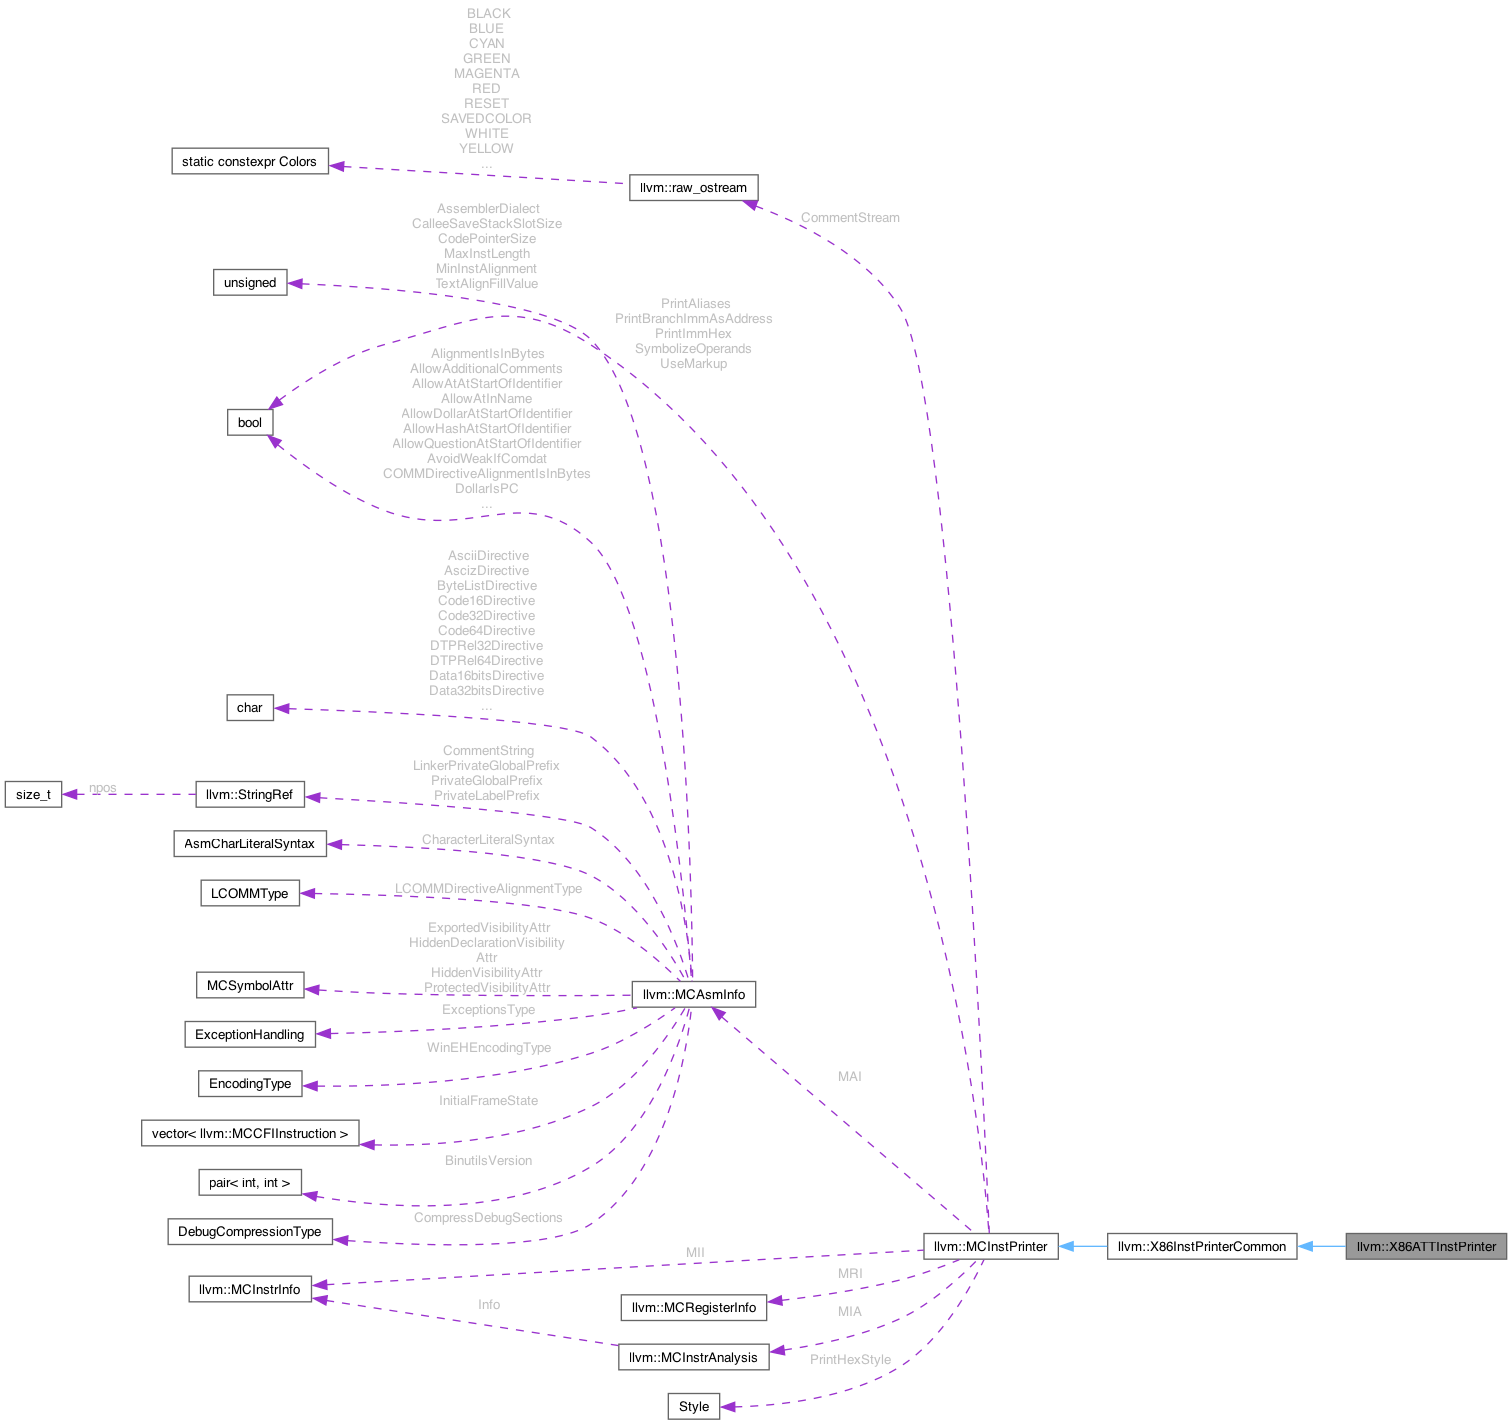 BLACK
BLUE
CYAN
GREEN
MAGENTA
RED
RESET
SAVEDCOLOR
WHITE
YELLOW
...
static constexpr Colors
llvm::raw_ostream
CommentStream
AssemblerDialect
CalleeSaveStackSlotSize
CodePointerSize
MaxInstLength
MinInstAlignment
TextAlignFillValue
unsigned
PrintAliases
PrintBranchImmAsAddress
PrintImmHex
SymbolizeOperands
UseMarkup
AlignmentIsInBytes
AllowAdditionalComments
AllowAtAtStartOfIdentifier
AllowAtInName
AllowDollarAtStartOfIdentifier
AllowHashAtStartOfIdentifier
AllowQuestionAtStartOfIdentifier
AvoidWeakIfComdat
COMMDirectiveAlignmentIsInBytes
DollarIsPC
...
bool
AsciiDirective
AscizDirective
ByteListDirective
Code16Directive
Code32Directive
Code64Directive
DTPRel32Directive
DTPRel64Directive
Data16bitsDirective
Data32bitsDirective
...
char
CommentString
LinkerPrivateGlobalPrefix
PrivateGlobalPrefix
PrivateLabelPrefix
size_t
npos
llvm::StringRef
AsmCharLiteralSyntax
CharacterLiteralSyntax
LCOMMType
LCOMMDirectiveAlignmentType
ExportedVisibilityAttr
HiddenDeclarationVisibility
Attr
HiddenVisibilityAttr
ProtectedVisibilityAttr
MCSymbolAttr
llvm::MCAsmInfo
ExceptionsType
ExceptionHandling
WinEHEncodingType
EncodingType
MAI
InitialFrameState
vector< llvm::MCCFIInstruction >
BinutilsVersion
pair< int, int >
CompressDebugSections
DebugCompressionType
llvm::MCInstPrinter
llvm::X86InstPrinterCommon
llvm::X86ATTInstPrinter
MII
llvm::MCInstrInfo
MRI
llvm::MCRegisterInfo
Info
MIA
llvm::MCInstrAnalysis
PrintHexStyle
Style